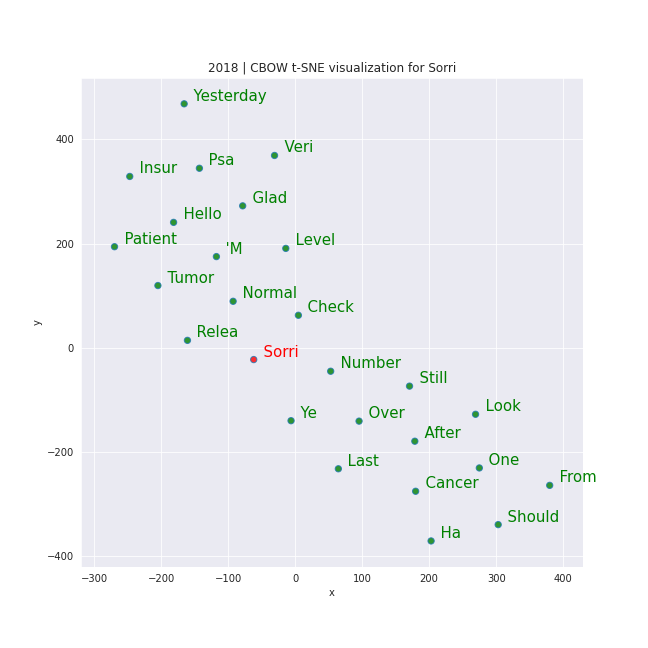 2018 | CBOW t-SNE visualization for Sorri
Yesterday
Veri
Psa
Insur
Glad
Hello
Level
Patient
'M
Tumor
Normal
Check
Relea
Sorri
Number
Still
Look
Ye
Over
After
Last
One
Cancer
From
Should
Ha
400
200
0
−200
−400
y
−300 −200 −100 0 100 200 300 400
x